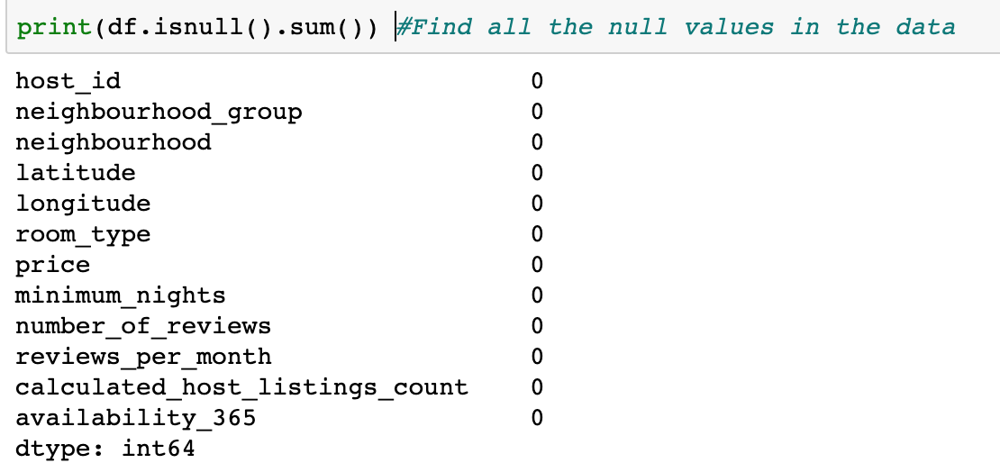 print(df.isnull().sum()) #Find all the null values in the data
host_id 0
neighbourhood_group 0
neighbourhood 0
latitude 0
longitude 0
room_type 0
price 0
minimum_nights 0
number_of_reviews 0
reviews_per_month 0
calculated_host_listings_count 0
availability_365 0
dtype: int64